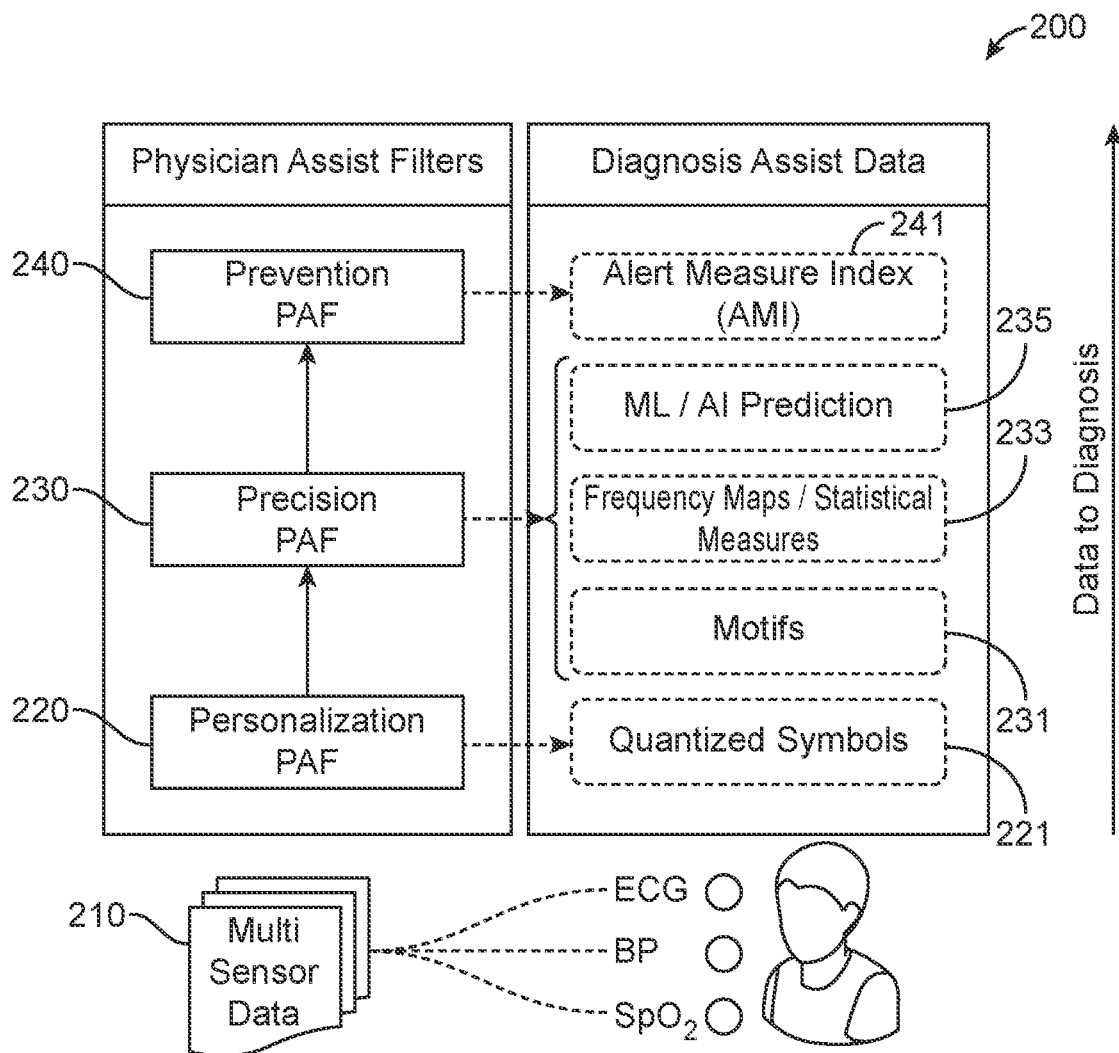 200
Physician Assist Filters
Diagnosis Assist Data
241
240
Prevention
PAF
Alert Measure Index
(AMI)
235
ML / AI Prediction
233
230
Precision
PAF
Frequency Maps / Statistical
Measures
Motifs
231
220
Personalization
PAF
Quantized Symbols
221
Data to Diagnosis
210
Multi
Sensor
Data
ECG
BP
SpO₂